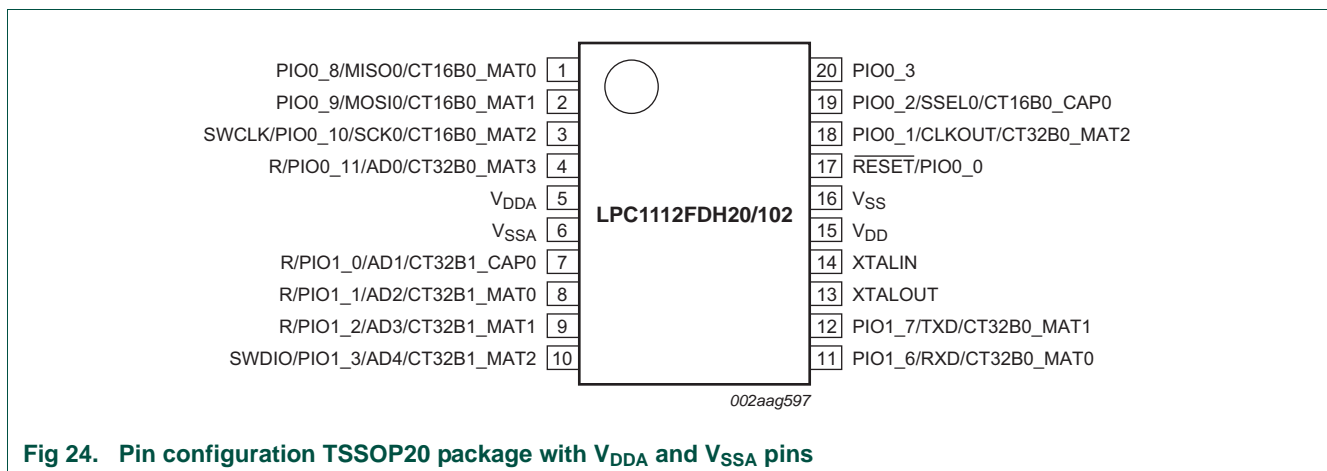 PIO0_8/MISO0/CT16B0_MAT0 1
PIO0_9/MOSI0/CT16B0_MAT1 2
SWCLK/PIO0_10/SCK0/CT16B0_MAT2 3
R/PIO0_11/AD0/CT32B0_MAT3 4
VDDA 5
VSSA 6
R/PIO1_0/AD1/CT32B1_CAP0 7
R/PIO1_1/AD2/CT32B1_MAT0 8
R/PIO1_2/AD3/CT32B1_MAT1 9
SWDIO/PIO1_3/AD4/CT32B1_MAT2 10
LPC1112FDH20/102
20 PIO0_3
19 PIO0_2/SSEL0/CT16B0_CAP0
18 PIO0_1/CLKOUT/CT32B0_MAT2
17 RESET/PIO0_0
16 VSS
15 VDD
14 XTALIN
13 XTALOUT
12 PIO1_7/TXD/CT32B0_MAT1
11 PIO1_6/RXD/CT32B0_MAT0
002aag597
Fig 24. Pin configuration TSSOP20 package with VDDA and VSSA pins